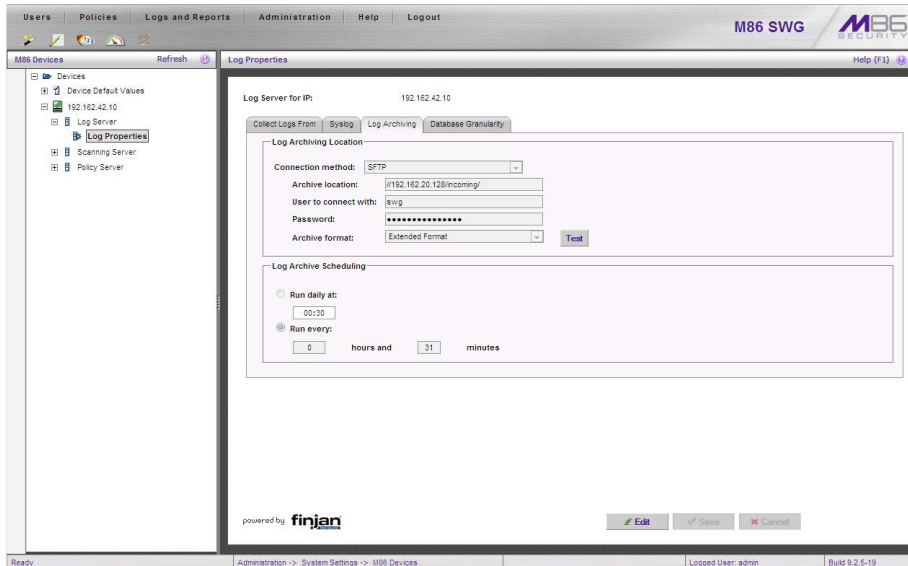 Users Policies Logs and Reports Administration Help Logout
M86 SWG
M86 SECURITY
M86 Devices Refresh
Log Properties Help (F1)
Devices
Device Default Values
192.162.42.10
Log Server
Log Properties
Scanning Server
Policy Server
Log Server for IP: 192.162.42.10
Collect Logs From Syslog Log Archiving Database Granularity
Log Archiving Location
Connection method: SFTP
Archive location: //192.162.20.128/incoming/
User to connect with: swg
Password: •••••••••••••••
Archive format: Extended Format Test
Log Archive Scheduling
Run daily at:
00:30
Run every:
0 hours and 31 minutes
powered by finjan
Edit Save Cancel
Ready Administration -> System Settings -> M86 Devices Logged User: admin Build 9.2.5-19